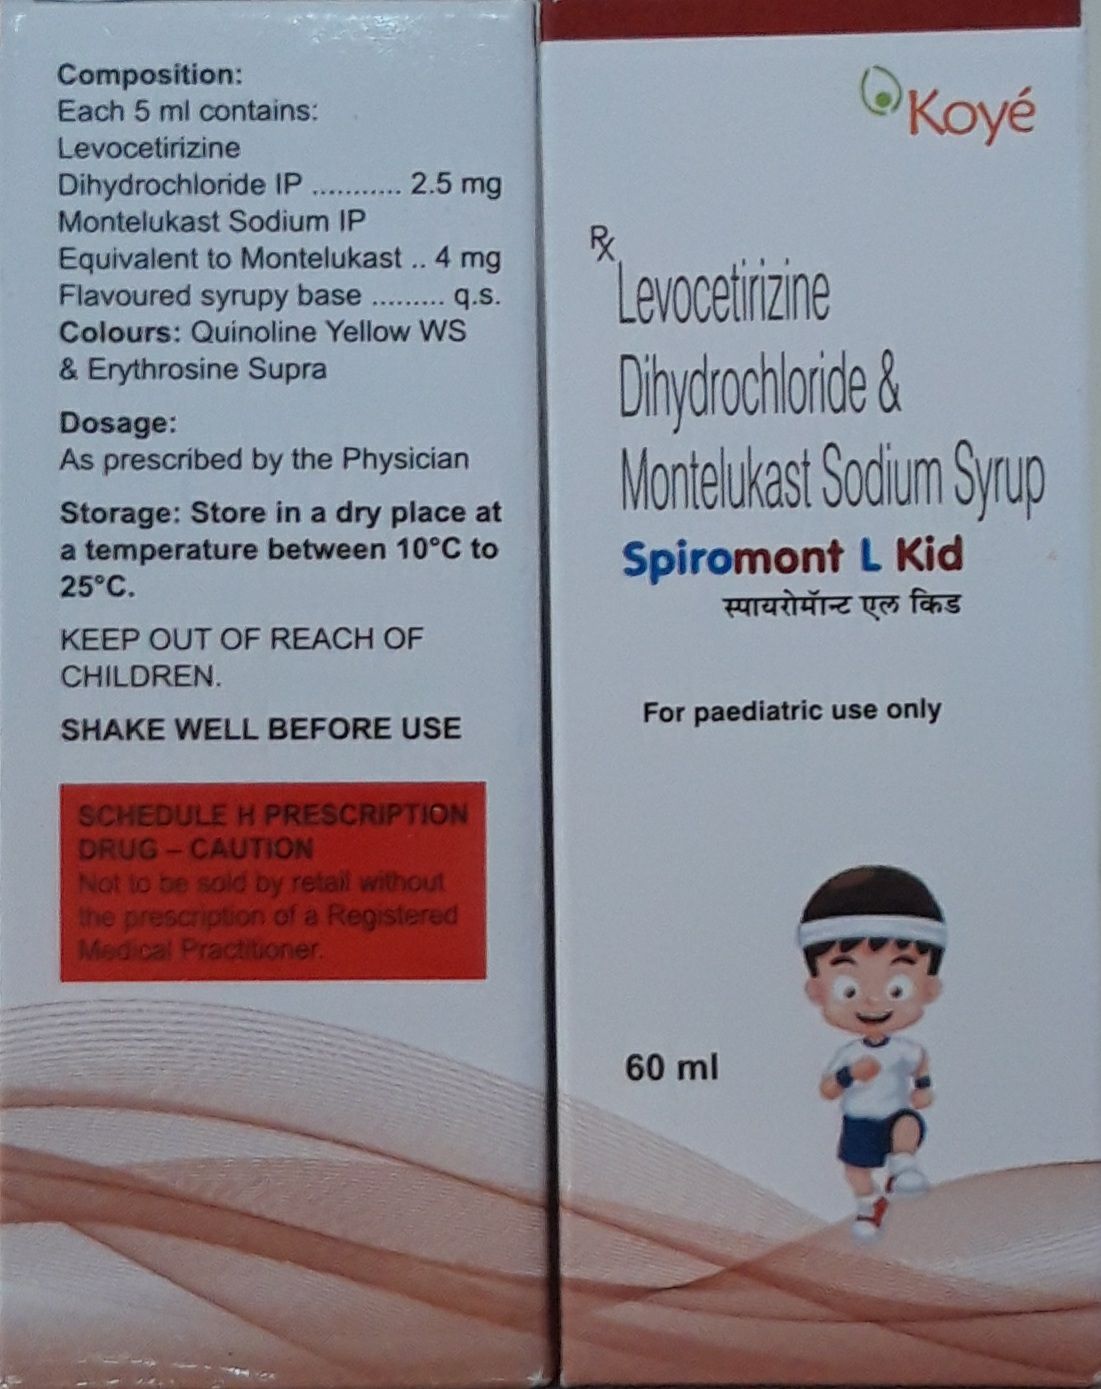 Composition:
Each 5 ml contains:
Levocetirizine
Dihydrochloride IP ........... 2.5 mg
Montelukast Sodium IP
Equivalent to Montelukast .. 4 mg
Flavoured syrupy base ......... q.s.
Colours: Quinoline Yellow WS
& Erythrosine Supra
Dosage:
As prescribed by the Physician
Storage: Store in a dry place at
a temperature between 10°C to
25°C.
KEEP OUT OF REACH OF
CHILDREN.
SHAKE WELL BEFORE USE
SCHEDULE H PRESCRIPTION
DRUG – CAUTION
Not to be sold by retail without
the prescription of a Registered
Medical Practitioner.
Koyé
Rx
Levocetirizine
Dihydrochloride &
Montelukast Sodium Syrup
Spiromont L Kid
स्पायरोमॅान्ट एल किड
For paediatric use only
60 ml